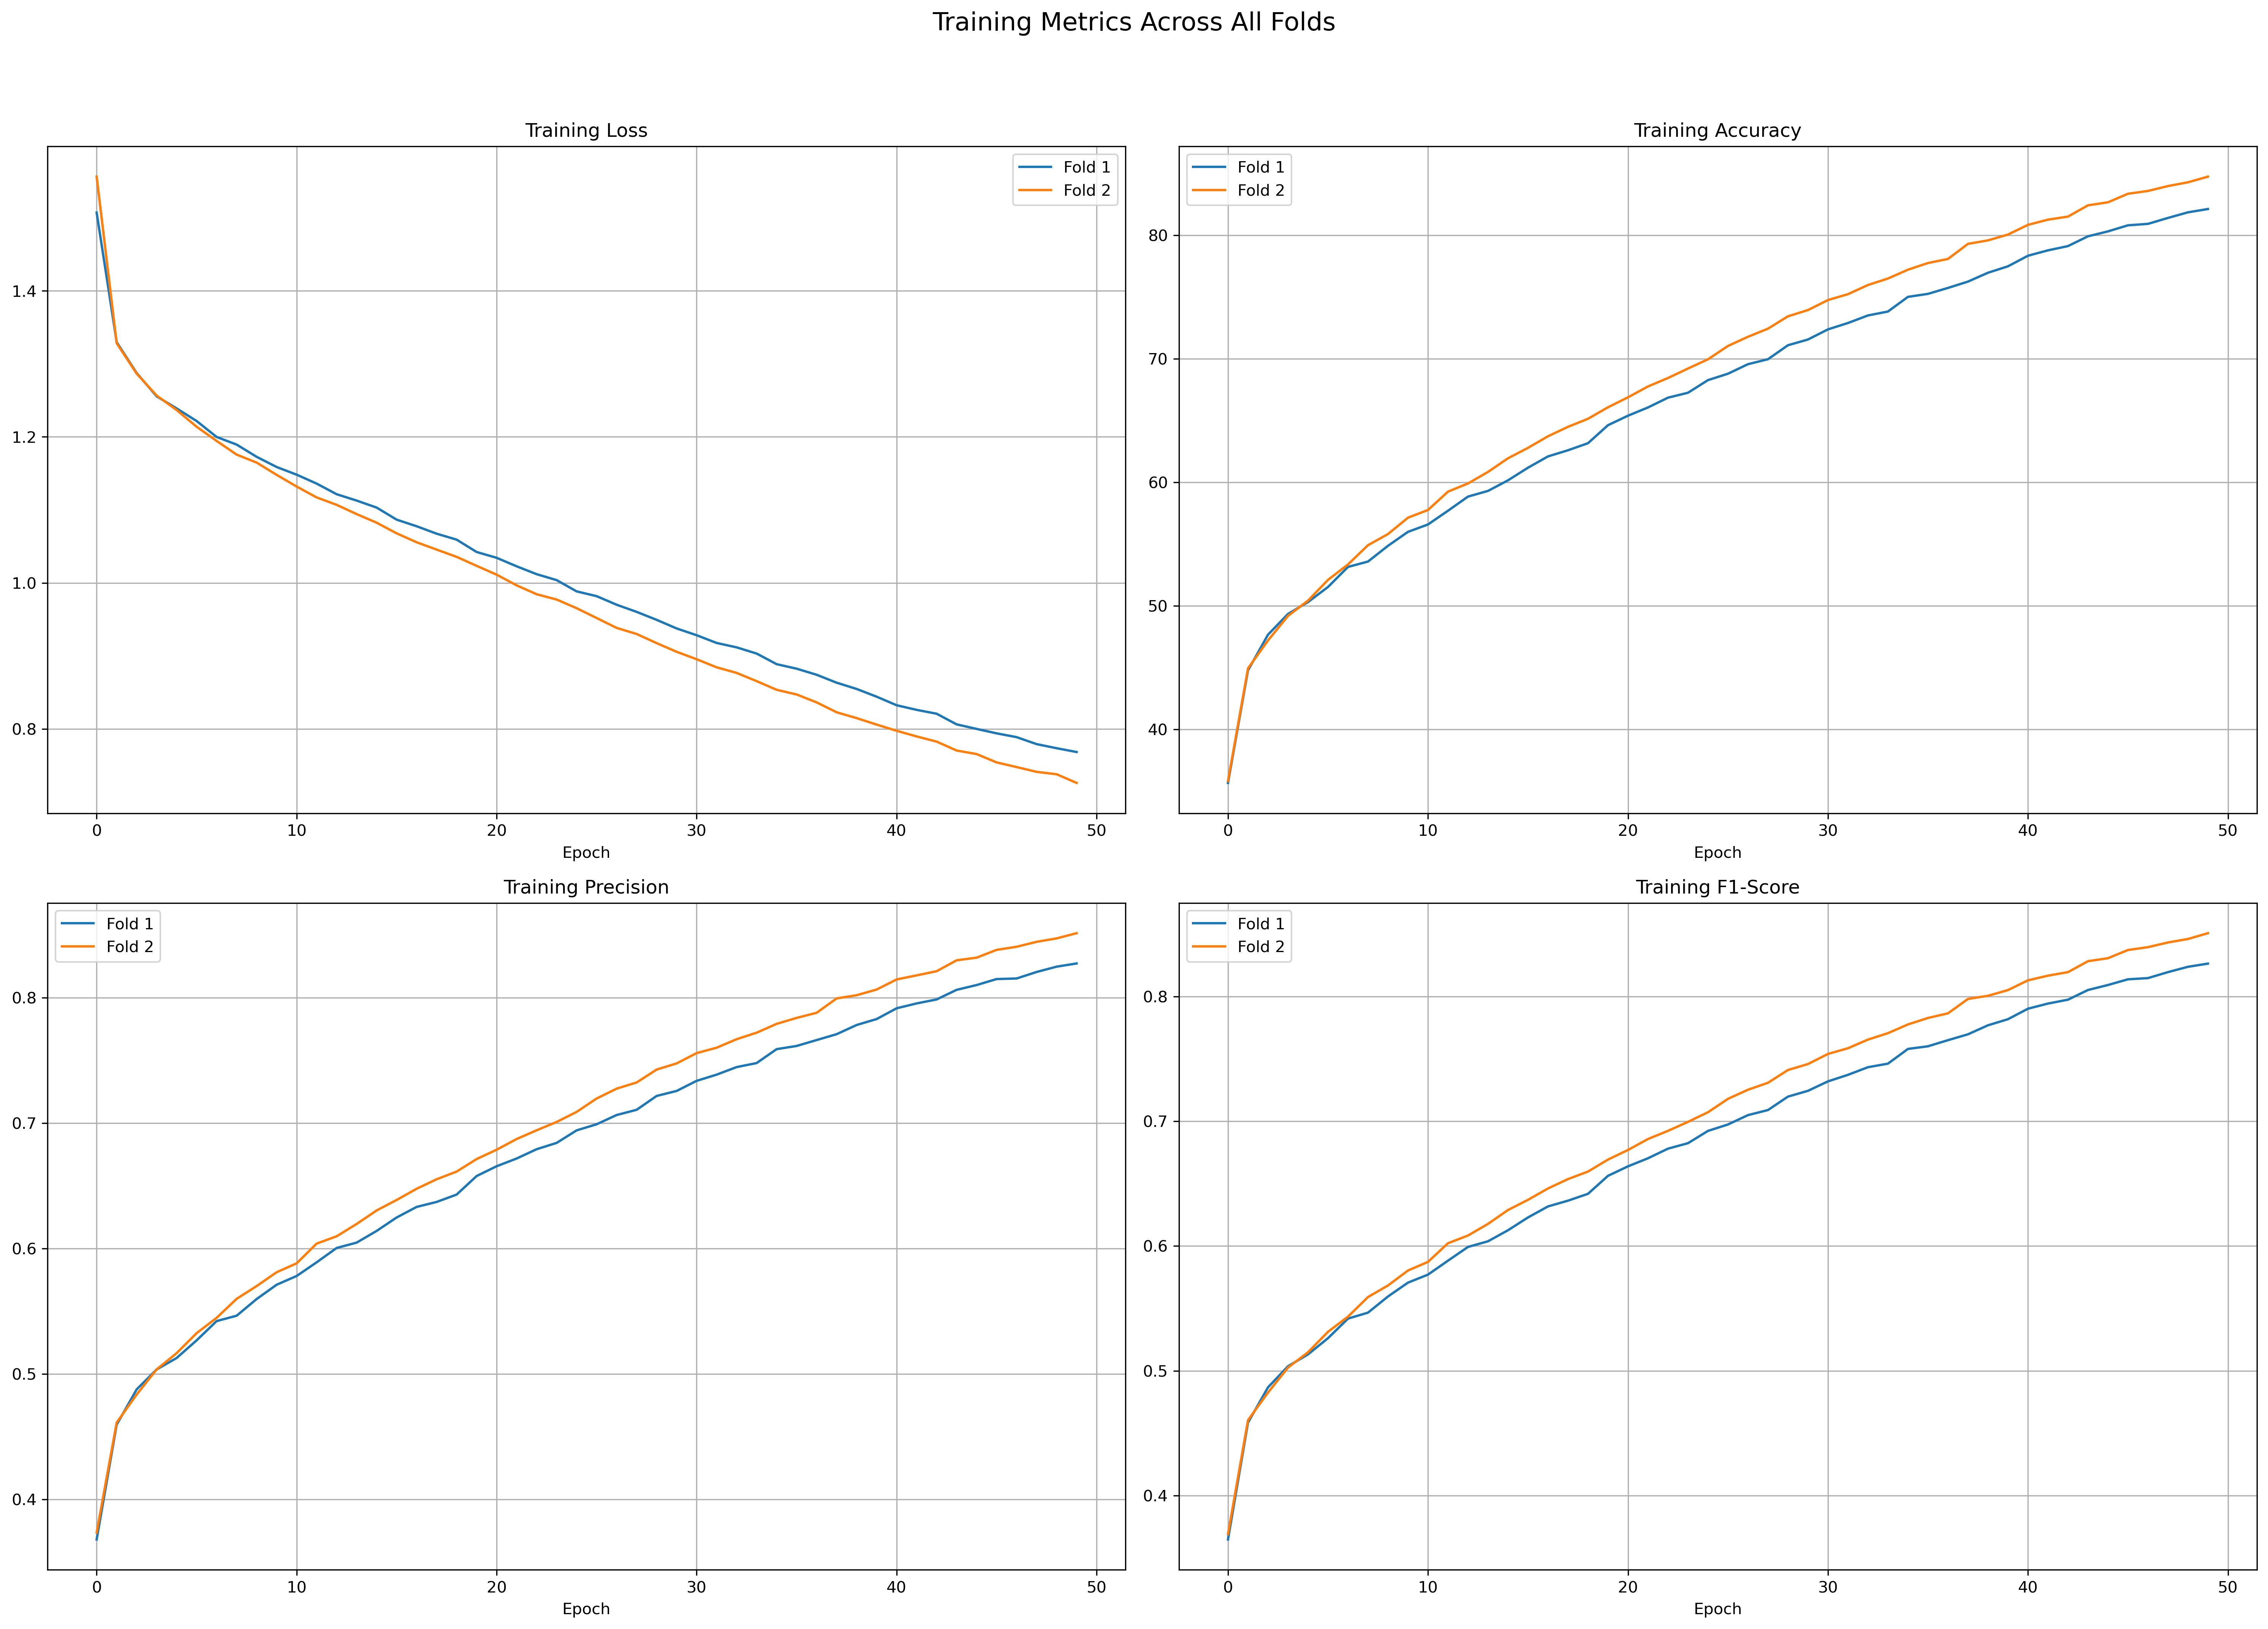 Training Metrics Across All Folds
Training Loss
Fold 1
Fold 2
1.4
1.2
1.0
0.8
0 10 20 30 40 50
Epoch
Training Accuracy
Fold 1
Fold 2
80
70
60
50
40
0 10 20 30 40 50
Epoch
Training Precision
Fold 1
Fold 2
0.8
0.7
0.6
0.5
0.4
0 10 20 30 40 50
Epoch
Training F1-Score
Fold 1
Fold 2
0.8
0.7
0.6
0.5
0.4
0 10 20 30 40 50
Epoch